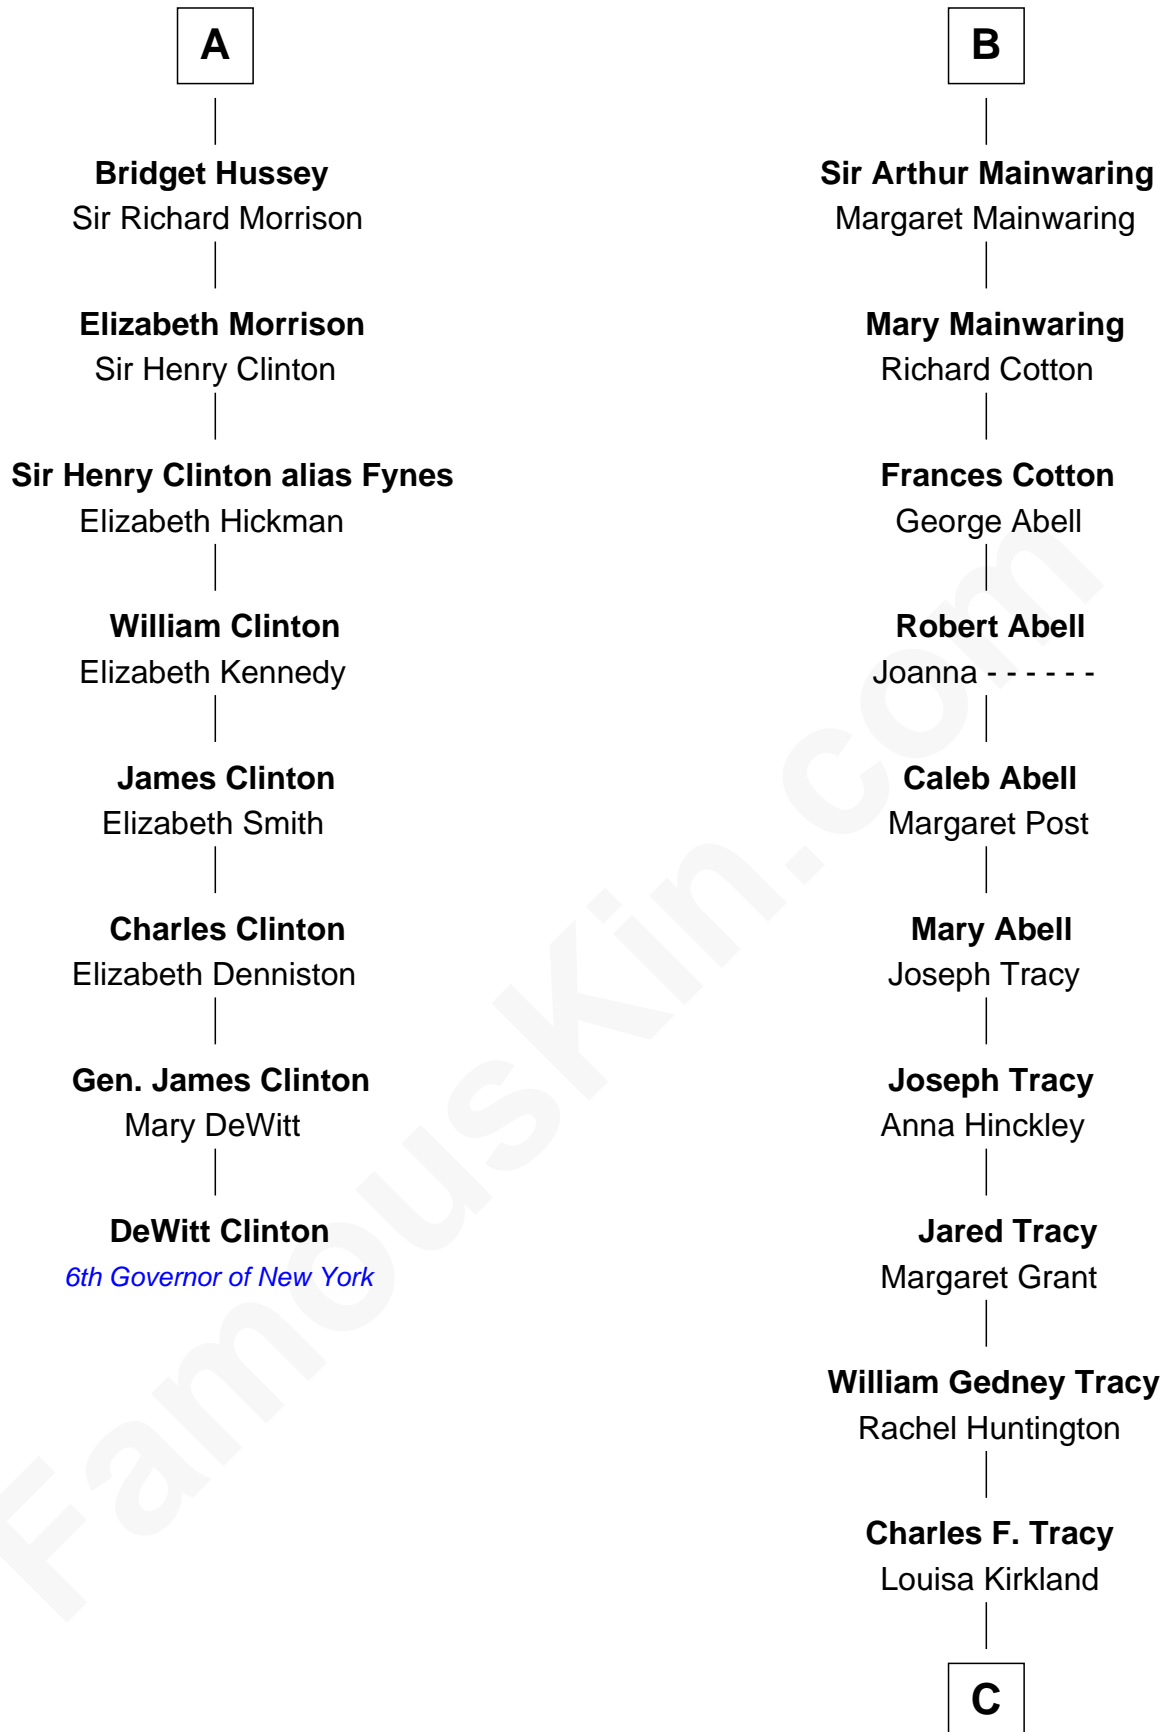 A
Bridget Hussey
Sir Richard Morrison
Elizabeth Morrison
Sir Henry Clinton
Sir Henry Clinton alias Fynes
Elizabeth Hickman
William Clinton
Elizabeth Kennedy
James Clinton
Elizabeth Smith
Charles Clinton
Elizabeth Denniston
Gen. James Clinton
Mary DeWitt
DeWitt Clinton
6th Governor of New York
B
Sir Arthur Mainwaring
Margaret Mainwaring
Mary Mainwaring
Richard Cotton
Frances Cotton
George Abell
Robert Abell
Joanna - - - - - -
Caleb Abell
Margaret Post
Mary Abell
Joseph Tracy
Joseph Tracy
Anna Hinckley
Jared Tracy
Margaret Grant
William Gedney Tracy
Rachel Huntington
Charles F. Tracy
Louisa Kirkland
C
FamousKin.com